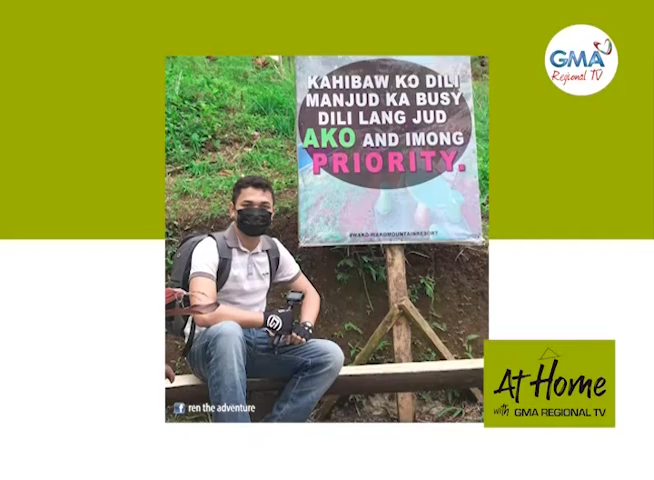 GMA
Regional TV
KAHIBAW KO DILI
MANJUD KA BUSY
DILI LANG JUD
AKO AND IMONG
PRIORITY.
#WAKO-MAKOMOUNTAINRESORT
ren the adventure
At Home
with GMA REGIONAL TV